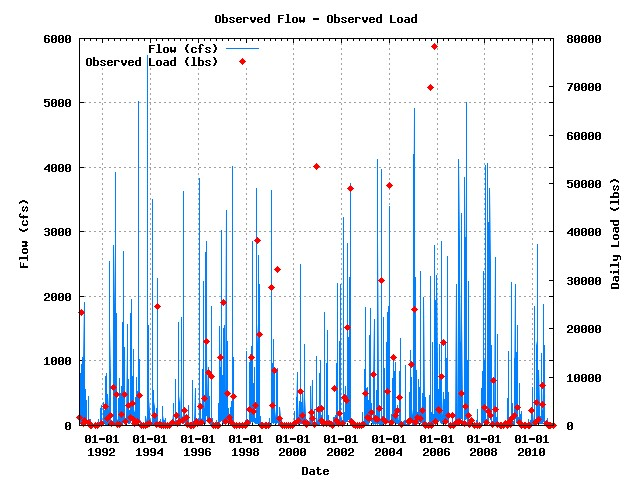 Observed Flow - Observed Load
Flow (cfs)
Observed Load (lbs)
6000
5000
4000
3000
2000
1000
0
Flow (cfs)
80000
70000
60000
50000
40000
30000
20000
10000
0
Daily Load (lbs)
01-01 01-01 01-01 01-01 01-01 01-01 01-01 01-01 01-01 01-01
1992 1994 1996 1998 2000 2002 2004 2006 2008 2010
Date